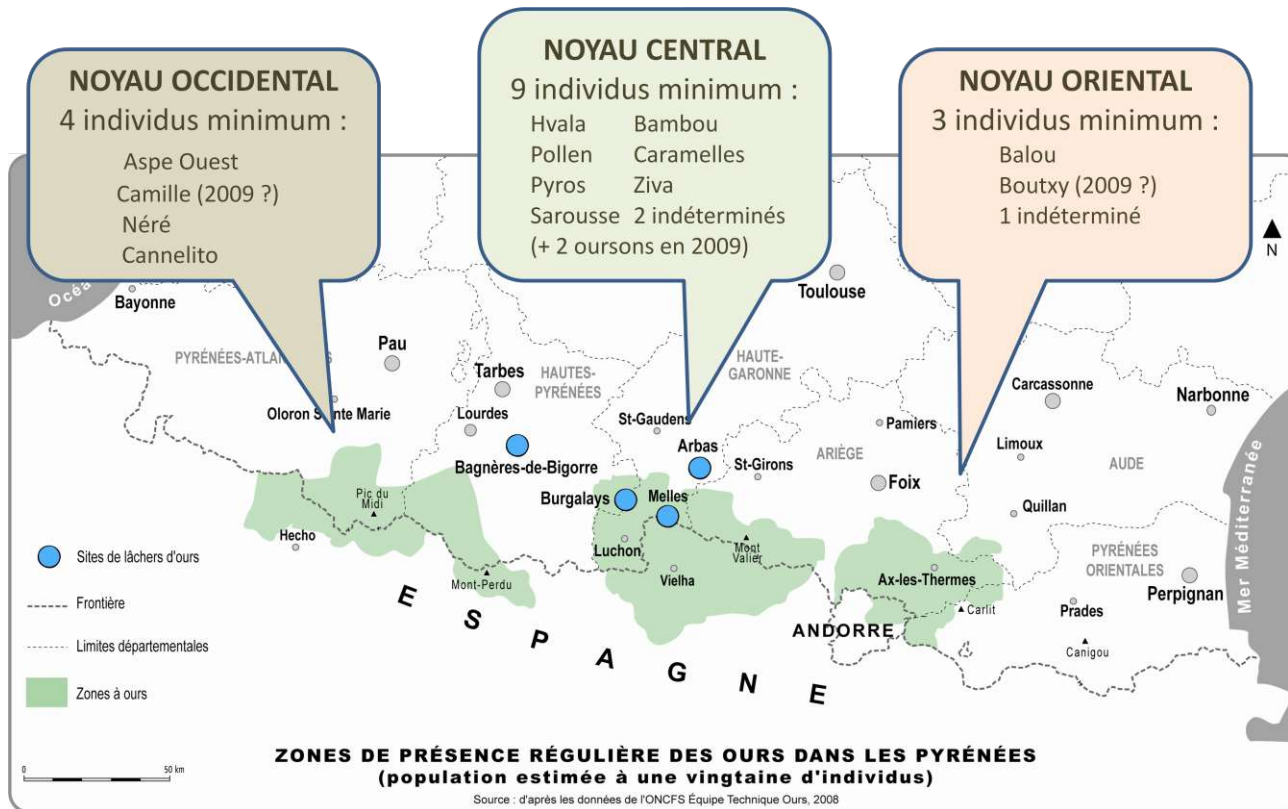 NOYAU OCCIDENTAL
4 individus minimum :
Aspe Ouest
Camille (2009 ?)
Néré
Cannelito
NOYAU CENTRAL
9 individus minimum :
Hvala Bambou
Pollen Caramelles
Pyros Ziva
Sarousse 2 indéterminés
(+ 2 oursons en 2009)
NOYAU ORIENTAL
3 individus minimum :
Balou
Boutxy (2009 ?)
1 indéterminé
N
Océ
Bayonne
Toulouse
PYRÉNÉES-ATLAN
S
Pau
Tarbes
HAUTES-
PYRÉNÉES
HAUTE-
GARONNE
Carcassonne
Narbonne
Oloron Sainte Marie
Lourdes
St-Gaudens
Pamiers
Limoux
Bagnères-de-Bigorre
Arbas
St-Girons
ARIÈGE
AUDE
Foix
Burgalays
Melles
Quillan
Pic du
Midi
Hecho
Luchon
Mont
Valier
Vielha
Mont-Perdu
Ax-les-Thermes
PYRÉNÉES
ORIENTALES
Perpignan
Carlit
Prades
Canigou
ANDORRE
Mer Méditerranée
E S P A G N E
Sites de lâchers d'ours
Frontière
Limites départementales
Zones à ours
0 50 km
ZONES DE PRÉSENCE RÉGULIÈRE DES OURS DANS LES PYRÉNÉES
(population estimée à une vingtaine d'individus)
Source : d'après les données de l'ONCFS Équipe Technique Ours, 2008